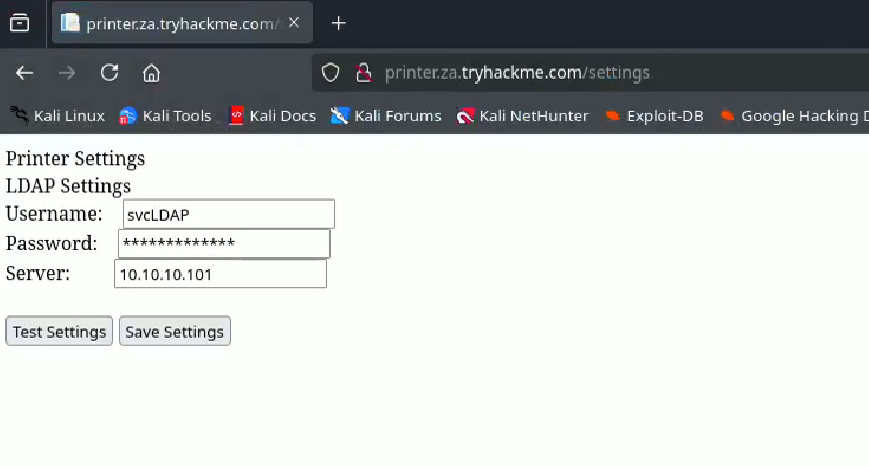 printer.za.tryhackme.com/
printer.za.tryhackme.com/settings
Kali Linux Kali Tools Kali Docs Kali Forums Kali NetHunter Exploit-DB Google Hacking D
Printer Settings
LDAP Settings
Username: svcLDAP
Password: *************
Server: 10.10.10.101
Test Settings Save Settings